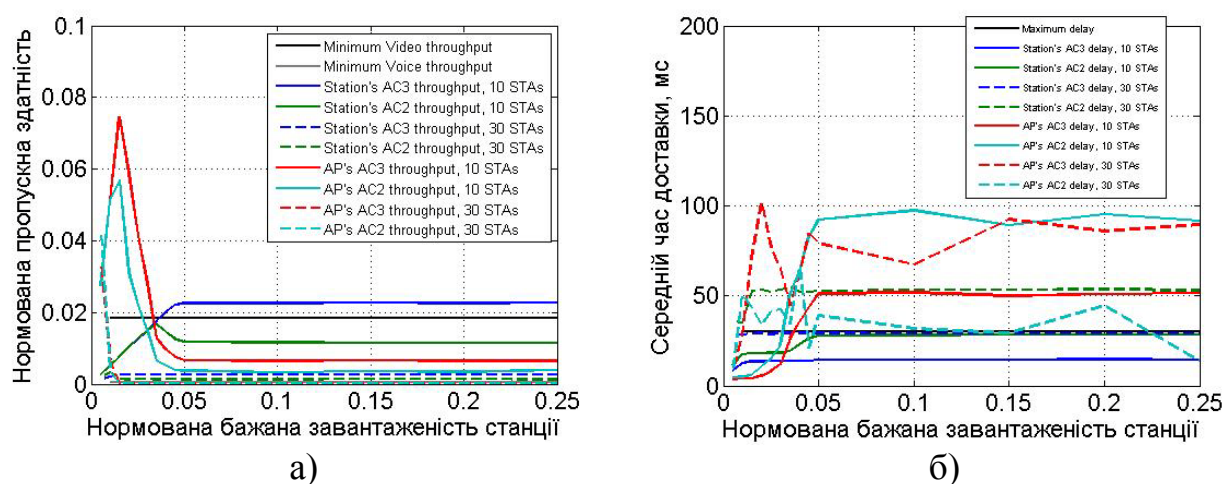 Нормована пропускна здатність
0.1
0.08
0.06
0.04
0.02
0
Minimum Video throughput
Minimum Voice throughput
Station's AC3 throughput, 10 STAs
Station's AC2 throughput, 10 STAs
Station's AC3 throughput, 30 STAs
Station's AC2 throughput, 30 STAs
AP's AC3 throughput, 10 STAs
AP's AC2 throughput, 10 STAs
AP's AC3 throughput, 30 STAs
AP's AC2 throughput, 30 STAs
0 0.05 0.1 0.15 0.2 0.25
Нормована бажана завантаженість станції
а)
Середній час доставки, мс
200
150
100
50
0
Maximum delay
Station's AC3 delay, 10 STAs
Station's AC2 delay, 10 STAs
Station's AC3 delay, 30 STAs
Station's AC2 delay, 30 STAs
AP's AC3 delay, 10 STAs
AP's AC2 delay, 10 STAs
AP's AC3 delay, 30 STAs
AP's AC2 delay, 30 STAs
0 0.05 0.1 0.15 0.2 0.25
Нормована бажана завантаженість станції
б)